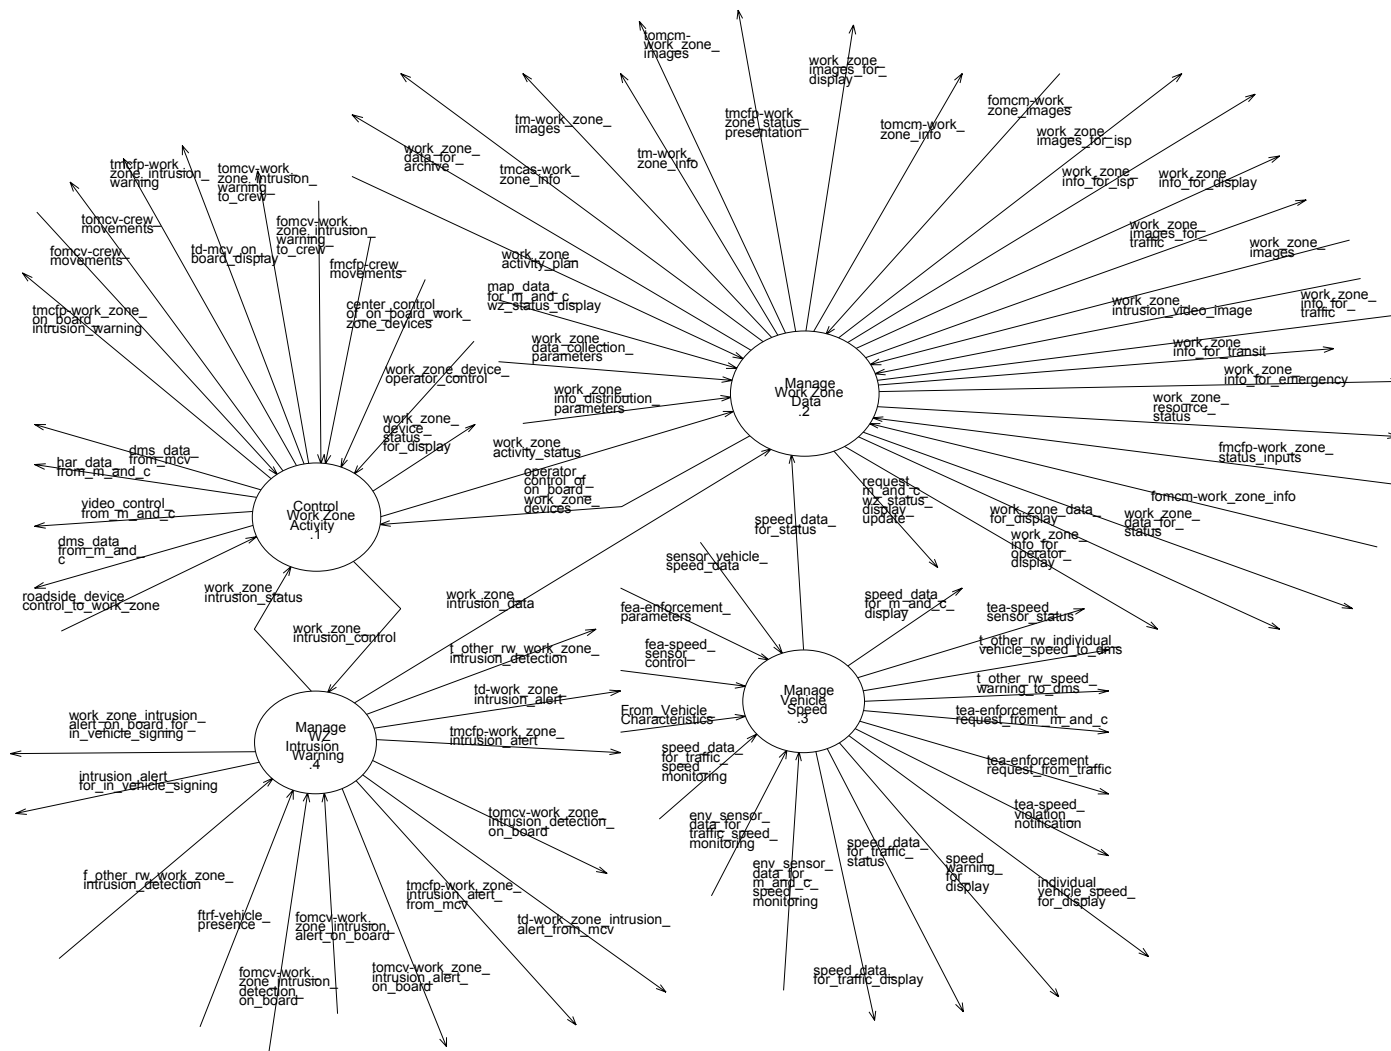 tomcm-
work_zone_
images
work_zone_
images_for_
display
tm-work_zone_
images
tmcfp-work_
zone_status_
presentation
tomcm-work_
zone_info
fomcm-work_
zone_images
work_zone_
images_for_isp
work_zone_
data_for_
archive
tmcas-work_
zone_info
tm-work_
zone_info
work_zone_
info_for_isp
work_zone_
info_for_display
tmcfp-work_
zone_intrusion_
warning
tomcv-work_
zone_intrusion_
warning_
to_crew
tomcv-crew_
movements
fomcv-crew_
movements
td-mcv_on_
board_display
fomcv-work_
zone_intrusion_
warning_
to_crew
fmcfp-crew_
movements
work_zone_
activity_plan
work_zone_
images_for_
traffic
work_zone_
images
tmcfp-work_zone_
on_board_
intrusion_warning
center_control_
of_on_board_work_
zone_devices
map_data_
for_m_and_c_
wz_status_display
work_zone_
intrusion_video_image
work_zone_
info_for_
traffic
work_zone_
data_collection_
parameters
work_zone_
info_for_transit
work_zone_device_
operator_control
work_zone_
info_distribution_
parameters
Manage
Work Zone
Data
.2
work_zone_
info_for_emergency
work_zone_
resource_
status
work_zone_
device_
status_
for_display
work_zone_
activity_status
fmcfp-work_zone_
status_inputs
dms_data_
from_mcv_
har_data_
from_m_and_c
operator_
control_of_
on_board_
work_zone_
devices
request_
m_and_c_
wz_status_
display_
update_
fomcm-work_zone_info
Control
Work Zone
Activity
.1
video_control_
from_m_and_c
speed_data_
for_status
work_zone_data_
for_display
work_zone_
data_for_
status
work_zone_
info_for_
operator_
display
dms_data_
from_m_and_
c
sensor_vehicle_
speed_data
roadside_device_
control_to_work_zone
work_zone_
intrusion_status
work_zone_
intrusion_data
fea-enforcement_
parameters
speed_data_
for_m_and_c_
display
tea-speed_
sensor_status
work_zone_
intrusion_control
t_other_rw_work_zone_
intrusion_detection
fea-speed_
sensor_
control
t_other_rw_individual_
vehicle_speed_to_dms
td-work_zone_
intrusion_alert
Manage
Vehicle
Speed
.3
t_other_rw_speed_
warning_to_dms
work_zone_intrusion_
alert_on_board_for_
in_vehicle_signing
Manage
WZ
Intrusion
Warning
.4
tmcfp-work_zone_
intrusion_alert
From_Vehicle_
Characteristics
tea-enforcement_
request_from_m_and_c
intrusion_alert_
for_in_vehicle_signing
speed_data_
for_traffic_
speed_
monitoring
tea-enforcement_
request_from_traffic
tomcv-work_zone_
intrusion_detection_
on_board
env_sensor_
data_for_
traffic_speed_
monitoring
speed_data_
for_traffic_
status
tea-speed_
violation_
notification
f_other_rw_work_zone_
intrusion_detection
env_sensor_
data_for_
m_and_c_
speed_
monitoring
speed_
warning_
for_
display
individual_
vehicle_speed_
for_display
ftrf-vehicle_
presence
fomcv-work_
zone_intrusion_
alert_on_board
tmcfp-work_zone_
intrusion_alert_
from_mcv
td-work_zone_intrusion_
alert_from_mcv
fomcv-work_
zone_intrusion_
detection_
on_board
tomcv-work_zone_
intrusion_alert_
on_board_
speed_data_
for_traffic_display